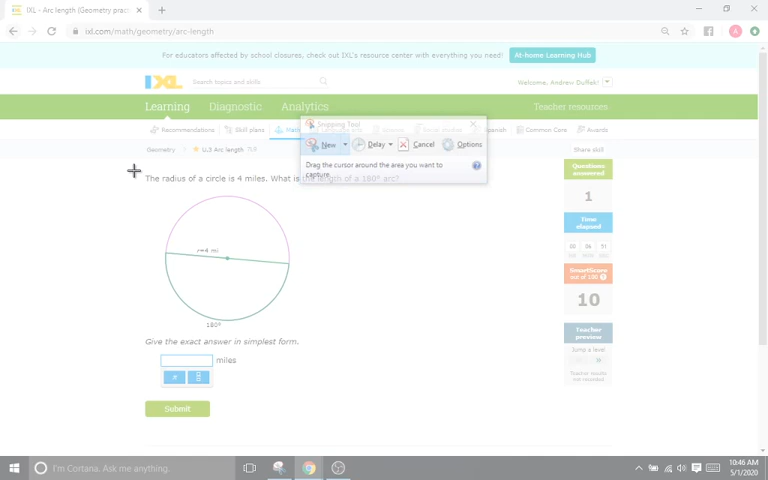 IXL - Arc length (Geometry prac
ixl.com/math/geometry/arc-length
For educators affected by school closures, check out IXL's resource center with everything you need! At-home Learning Hub
IXL Search topics and skills Welcome, Andrew Duffek!
Learning Diagnostic Analytics Teacher resources
Snipping Tool
Recommendations Skill plans Spanish Common Core Awards
New Delay Cancel Options
Geometry U.3 Arc length Share skill
Drag the cursor around the area you want to
capture.
The radius of a circle is 4 miles. What is the length of a 180° arc?
r=4 mi
180°
Give the exact answer in simplest form.
miles
π
Submit
Questions
answered
1
Time
elapsed
00 06 51
HR MIN SEC
SmartScore
out of 100
10
Teacher
preview
Jump a level
Teacher results
not recorded
I'm Cortana. Ask me anything.
10:46 AM
5/1/2020